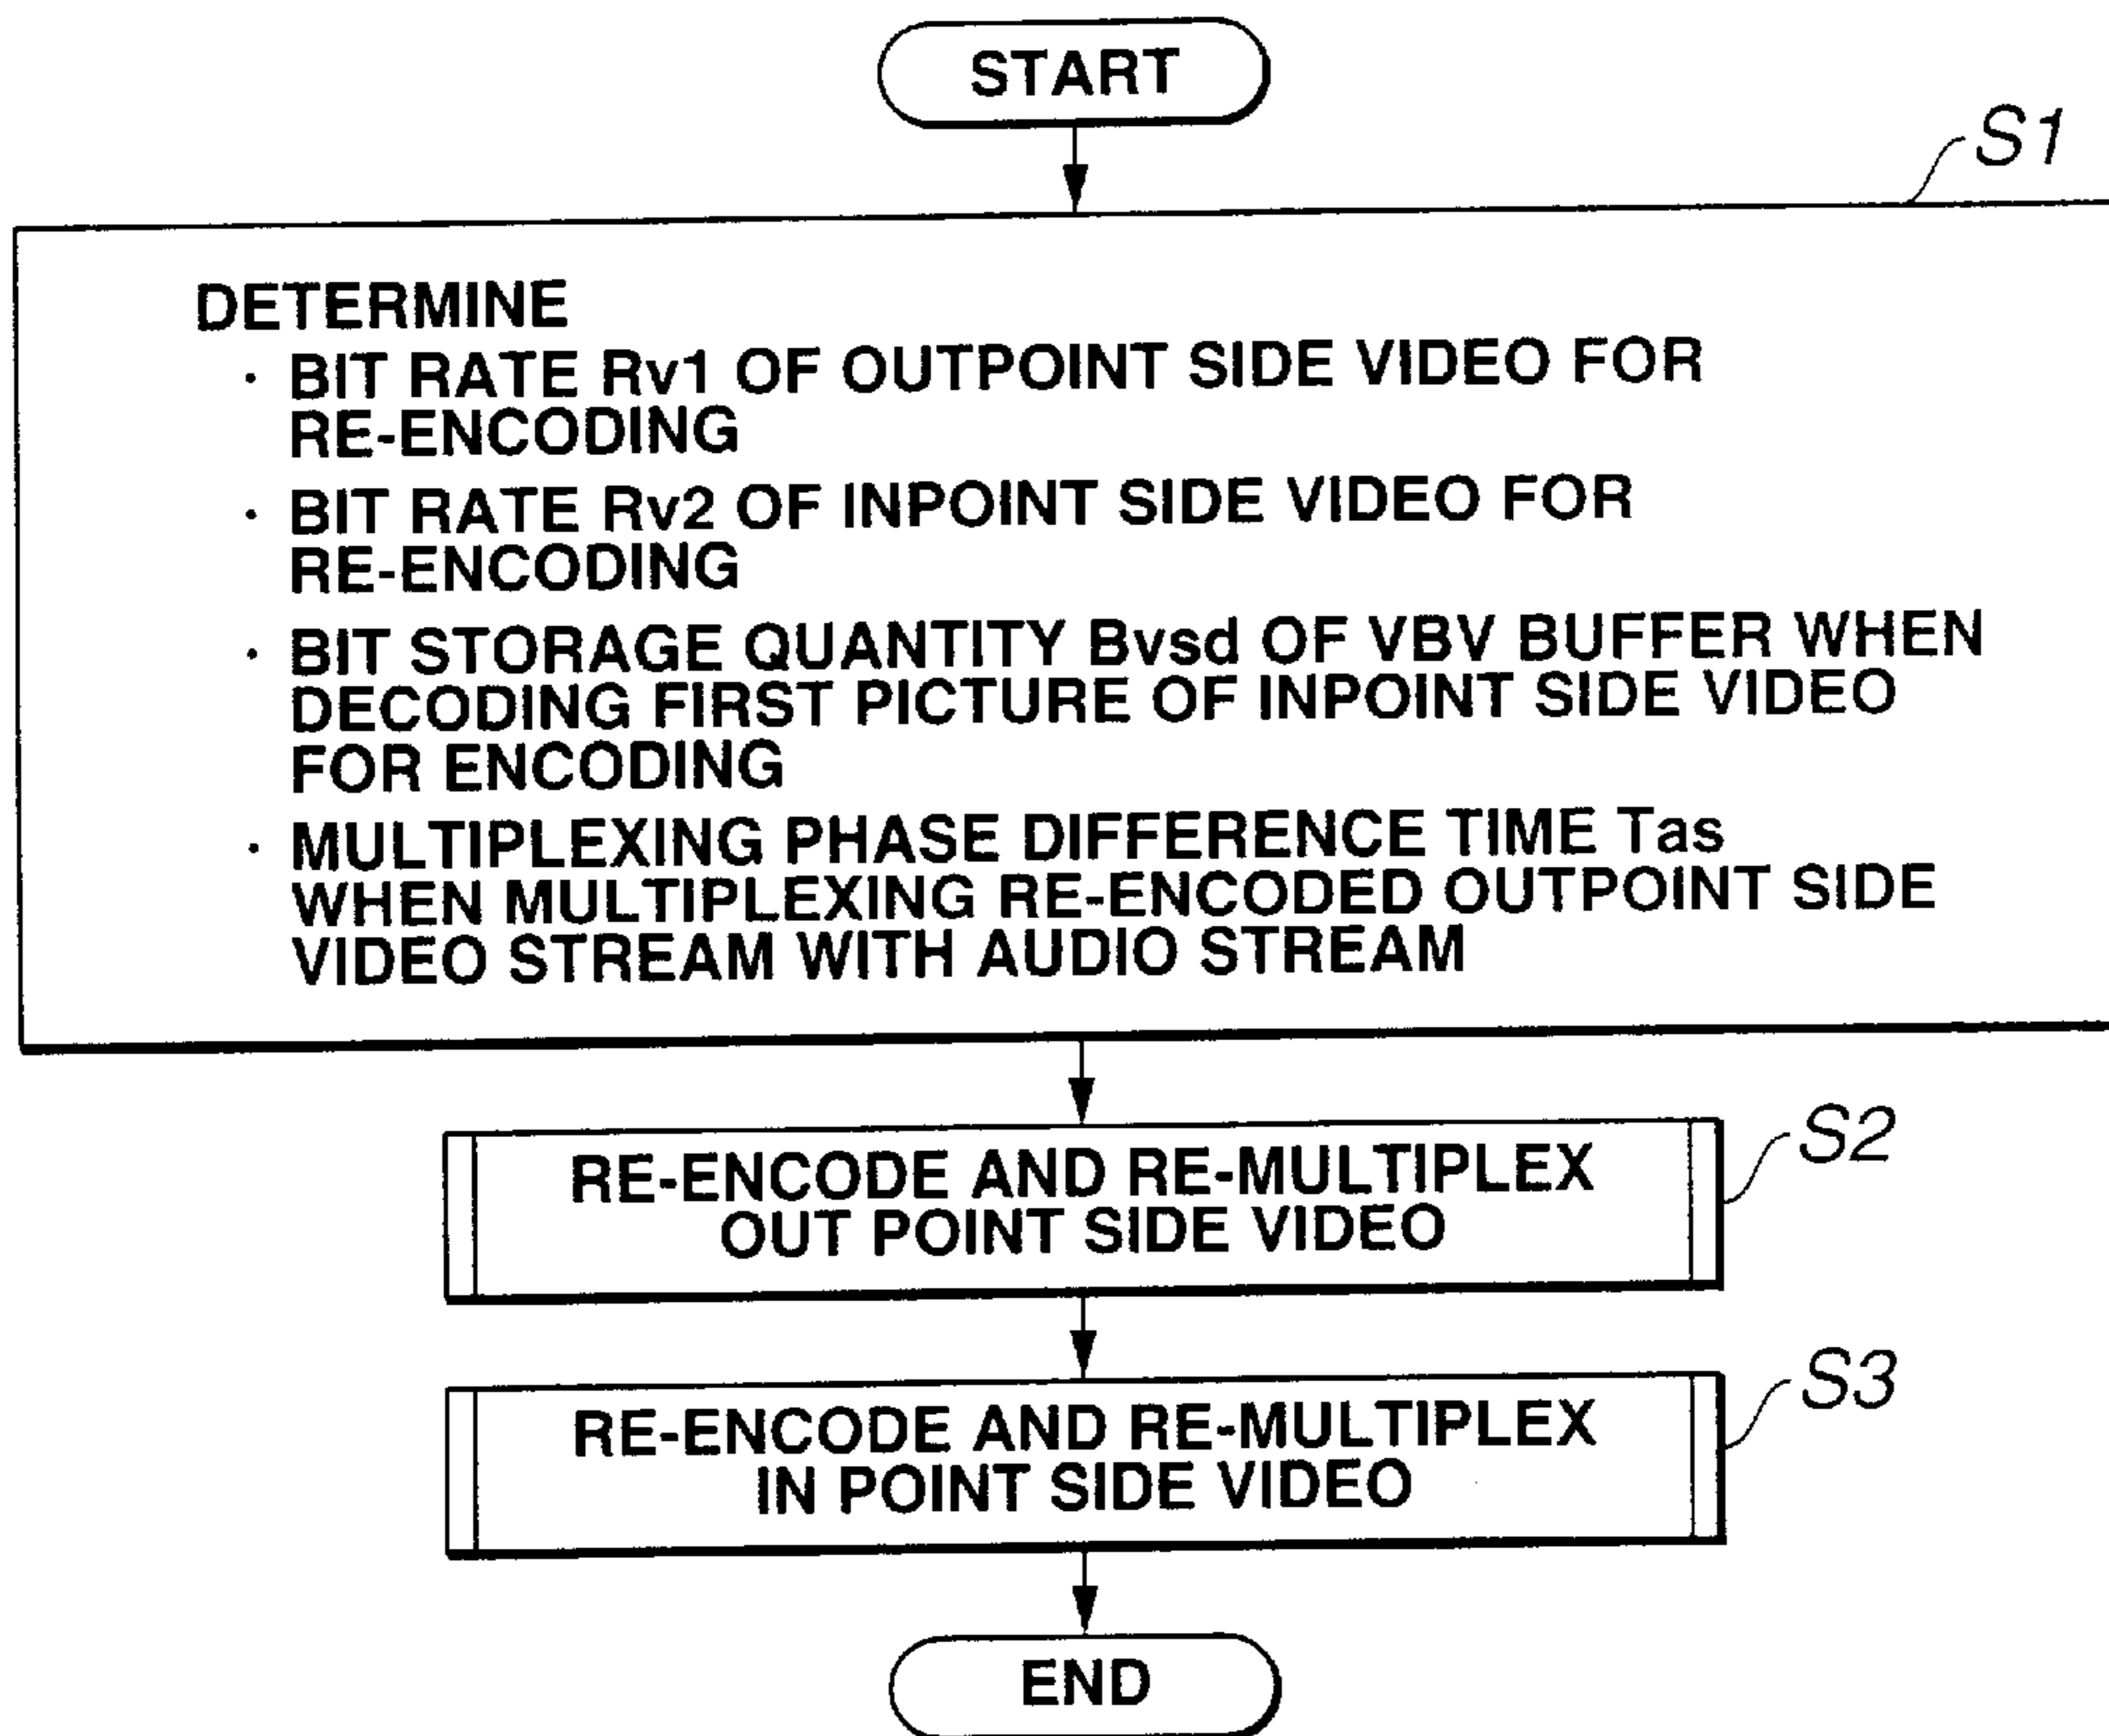 START
S1
DETERMINE
· BIT RATE Rv1 OF OUTPOINT SIDE VIDEO FOR
RE-ENCODING
· BIT RATE Rv2 OF INPOINT SIDE VIDEO FOR
RE-ENCODING
· BIT STORAGE QUANTITY Bvsd OF VBV BUFFER WHEN
DECODING FIRST PICTURE OF INPOINT SIDE VIDEO
FOR ENCODING
· MULTIPLEXING PHASE DIFFERENCE TIME Tas
WHEN MULTIPLEXING RE-ENCODED OUTPOINT SIDE
VIDEO STREAM WITH AUDIO STREAM
S2
RE-ENCODE AND RE-MULTIPLEX
OUT POINT SIDE VIDEO
S3
RE-ENCODE AND RE-MULTIPLEX
IN POINT SIDE VIDEO
END